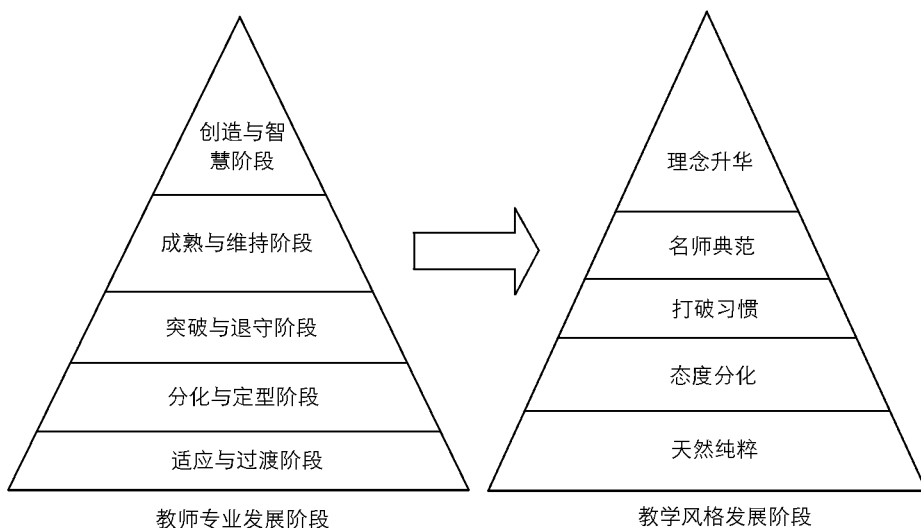 创造与智
慧阶段
成熟与维持阶段
突破与退守阶段
分化与定型阶段
适应与过渡阶段
教师专业发展阶段
理念升华
名师典范
打破习惯
态度分化
天然纯粹
教学风格发展阶段